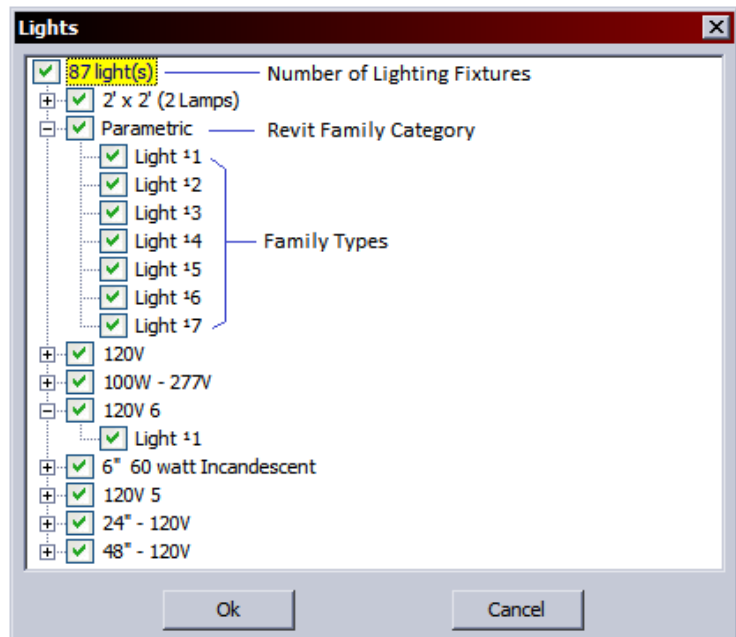 Lights
87 light(s) Number of Lighting Fixtures
2' x 2' (2 Lamps)
Parametric Revit Family Category
Light ¹1
Light ¹2
Light ¹3
Light ¹4 Family Types
Light ¹5
Light ¹6
Light ¹7
120V
100W - 277V
120V 6
Light ¹1
6" 60 watt Incandescent
120V 5
24" - 120V
48" - 120V
Ok Cancel